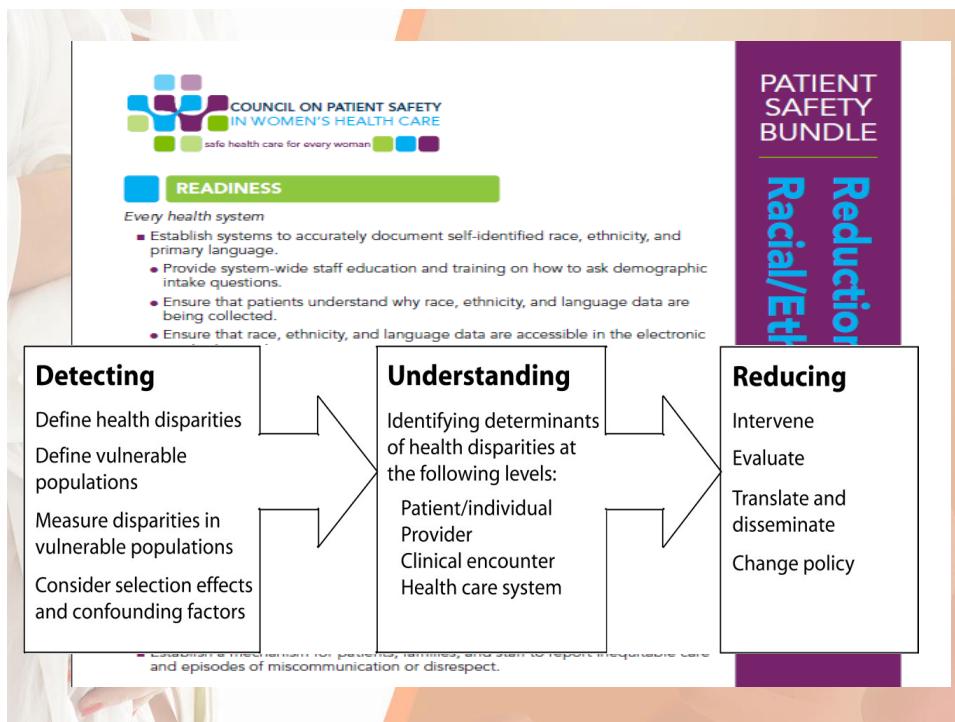 COUNCIL ON PATIENT SAFETY
IN WOMEN'S HEALTH CARE
safe health care for every woman
READINESS
Every health system
Establish systems to accurately document self-identified race, ethnicity, and
primary language.
Provide system-wide staff education and training on how to ask demographic
intake questions.
Ensure that patients understand why race, ethnicity, and language data are
being collected.
Ensure that race, ethnicity, and language data are accessible in the electronic
PATIENT
SAFETY
BUNDLE
Reduction
Racial/Eth
Detecting
Define health disparities
Define vulnerable
populations
Measure disparities in
vulnerable populations
Consider selection effects
and confounding factors
Understanding
Identifying determinants
of health disparities at
the following levels:
Patient/individual
Provider
Clinical encounter
Health care system
Reducing
Intervene
Evaluate
Translate and
disseminate
Change policy
Establish a mechanism for patients, families, and staff to report inequitable care
and episodes of miscommunication or disrespect.